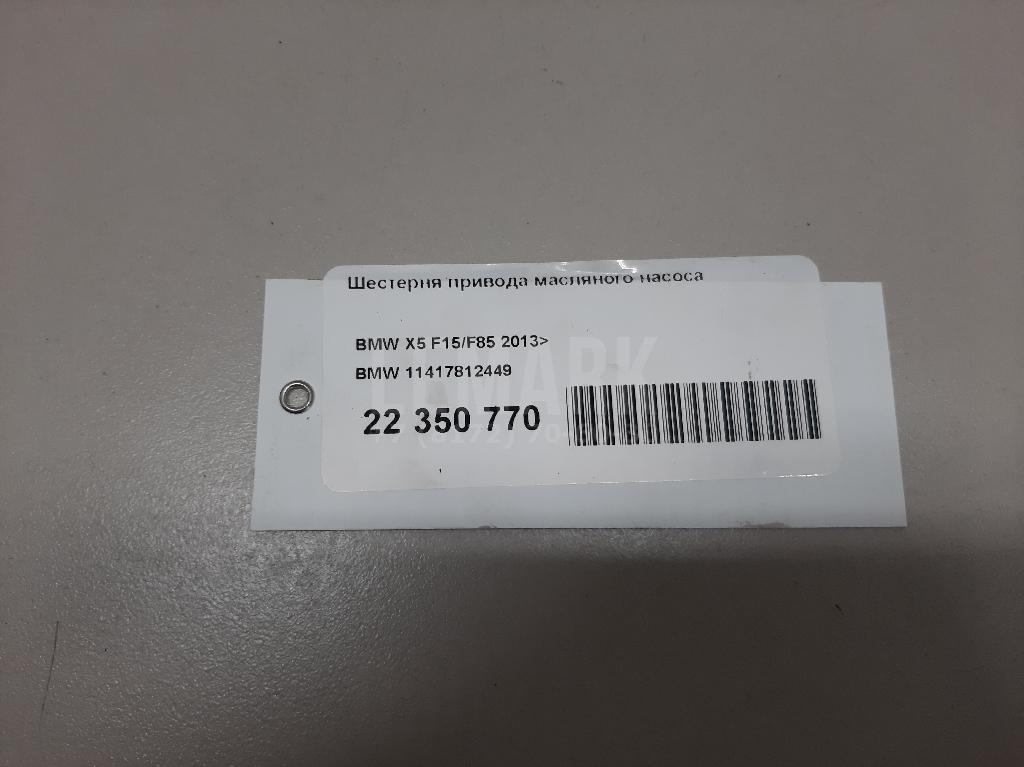 Шестерня привода масляного насоса
BMW X5 F15/F85 2013>
BMW 11417812449
22 350 770